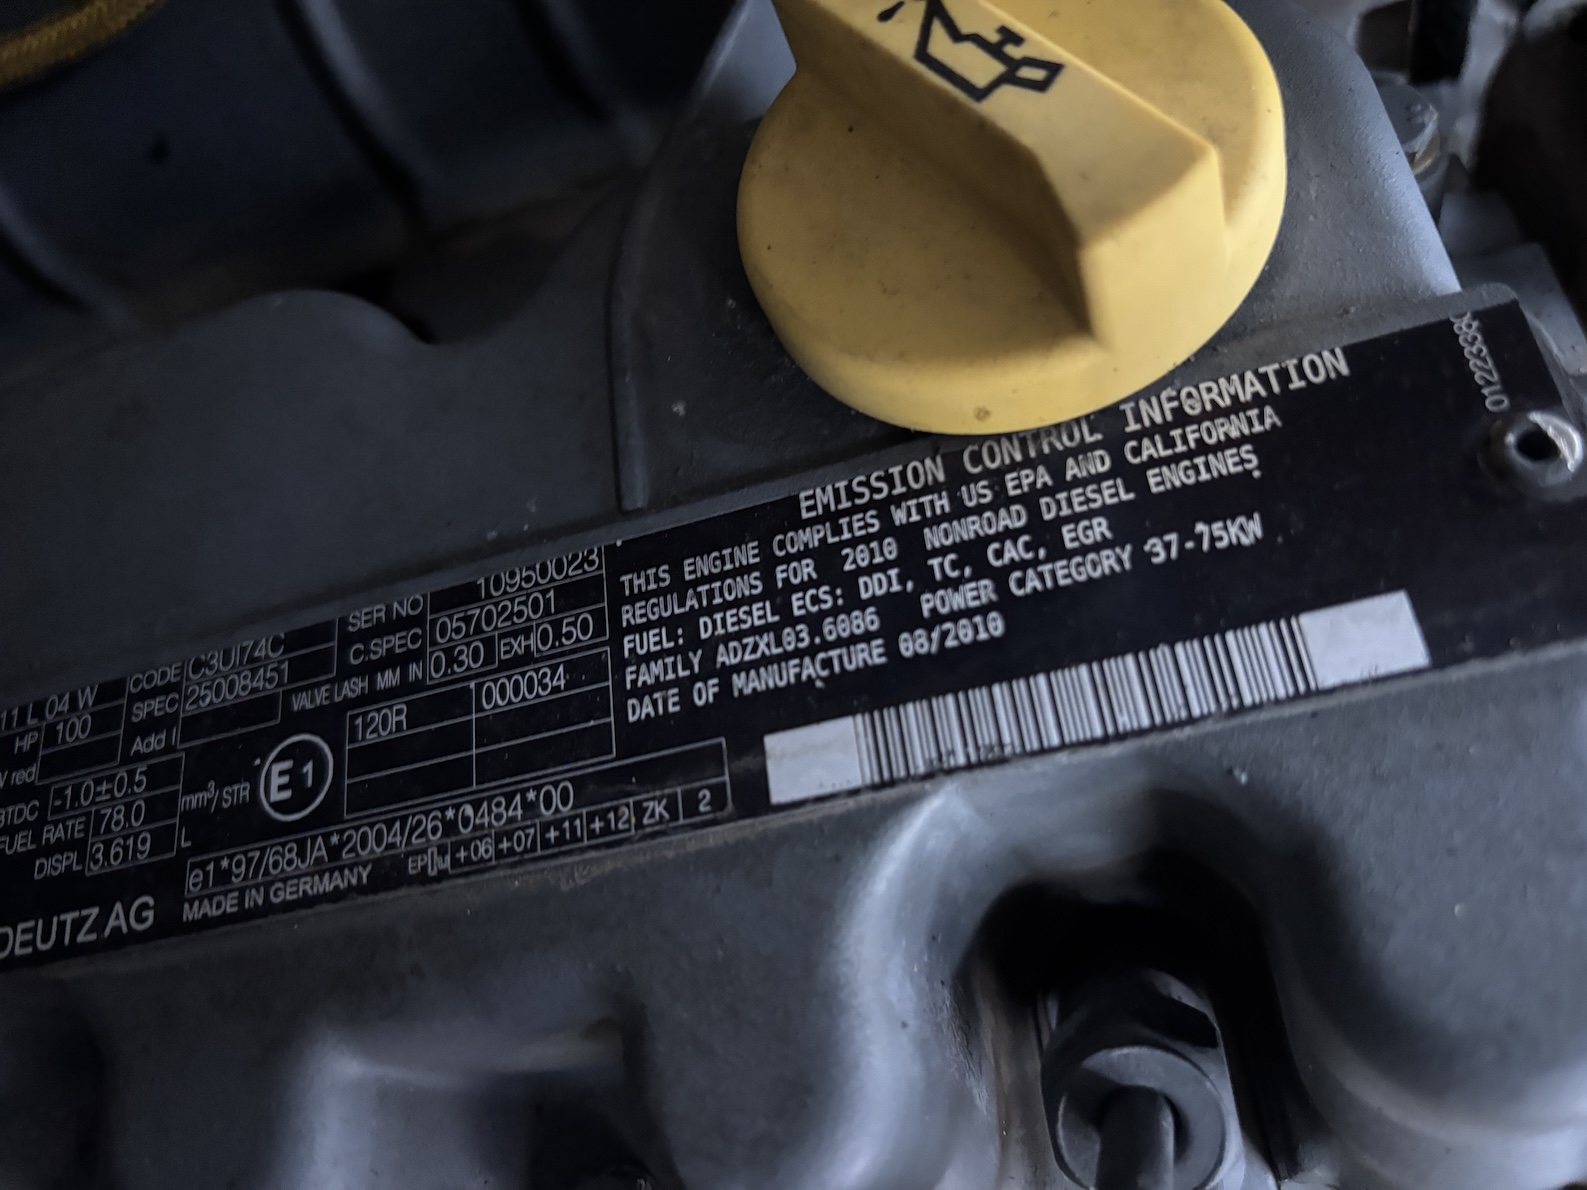 EMISSION CONTROL INFORMATION
THIS ENGINE COMPLIES WITH US EPA AND CALIFORNIA
REGULATIONS FOR 2010 NONROAD DIESEL ENGINES.
FUEL: DIESEL ECS: DDI, TC, CAC, EGR
FAMILY ADZXL03.6086 POWER CATEGORY 37-75KW
DATE OF MANUFACTURE 08/2010
11 L 04 W CODE C3UI74C SER NO 10950023
HP 100 SPEC 25008451 C.SPEC 05702501
red Add I VALVE LASH MM IN 0.30 EXH 0.50
120R 000034
BTDC -1.0±0.5
FUEL RATE 78.0 mm³/STR E1
DISPL 3.619 L
e1*97/68JA*2004/26*0484*00
DEUTZ AG MADE IN GERMANY EP +06 +07 +11 +12 ZK 2